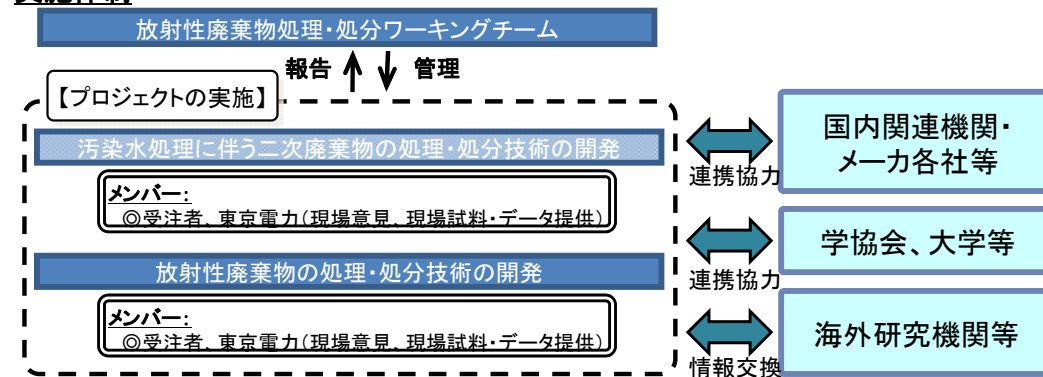 放射性廃棄物処理・処分ワーキングチーム
報告 管理
【プロジェクトの実施】
汚染水処理に伴う二次廃棄物の処理・処分技術の開発
メンバー:
◎受注者、東京電力(現場意見、現場試料・データ提供)
放射性廃棄物の処理・処分技術の開発
メンバー:
◎受注者、東京電力(現場意見、現場試料・データ提供)
連携協力
国内関連機関・
メーカ各社等
連携協力
学協会、大学等
情報交換
海外研究機関等